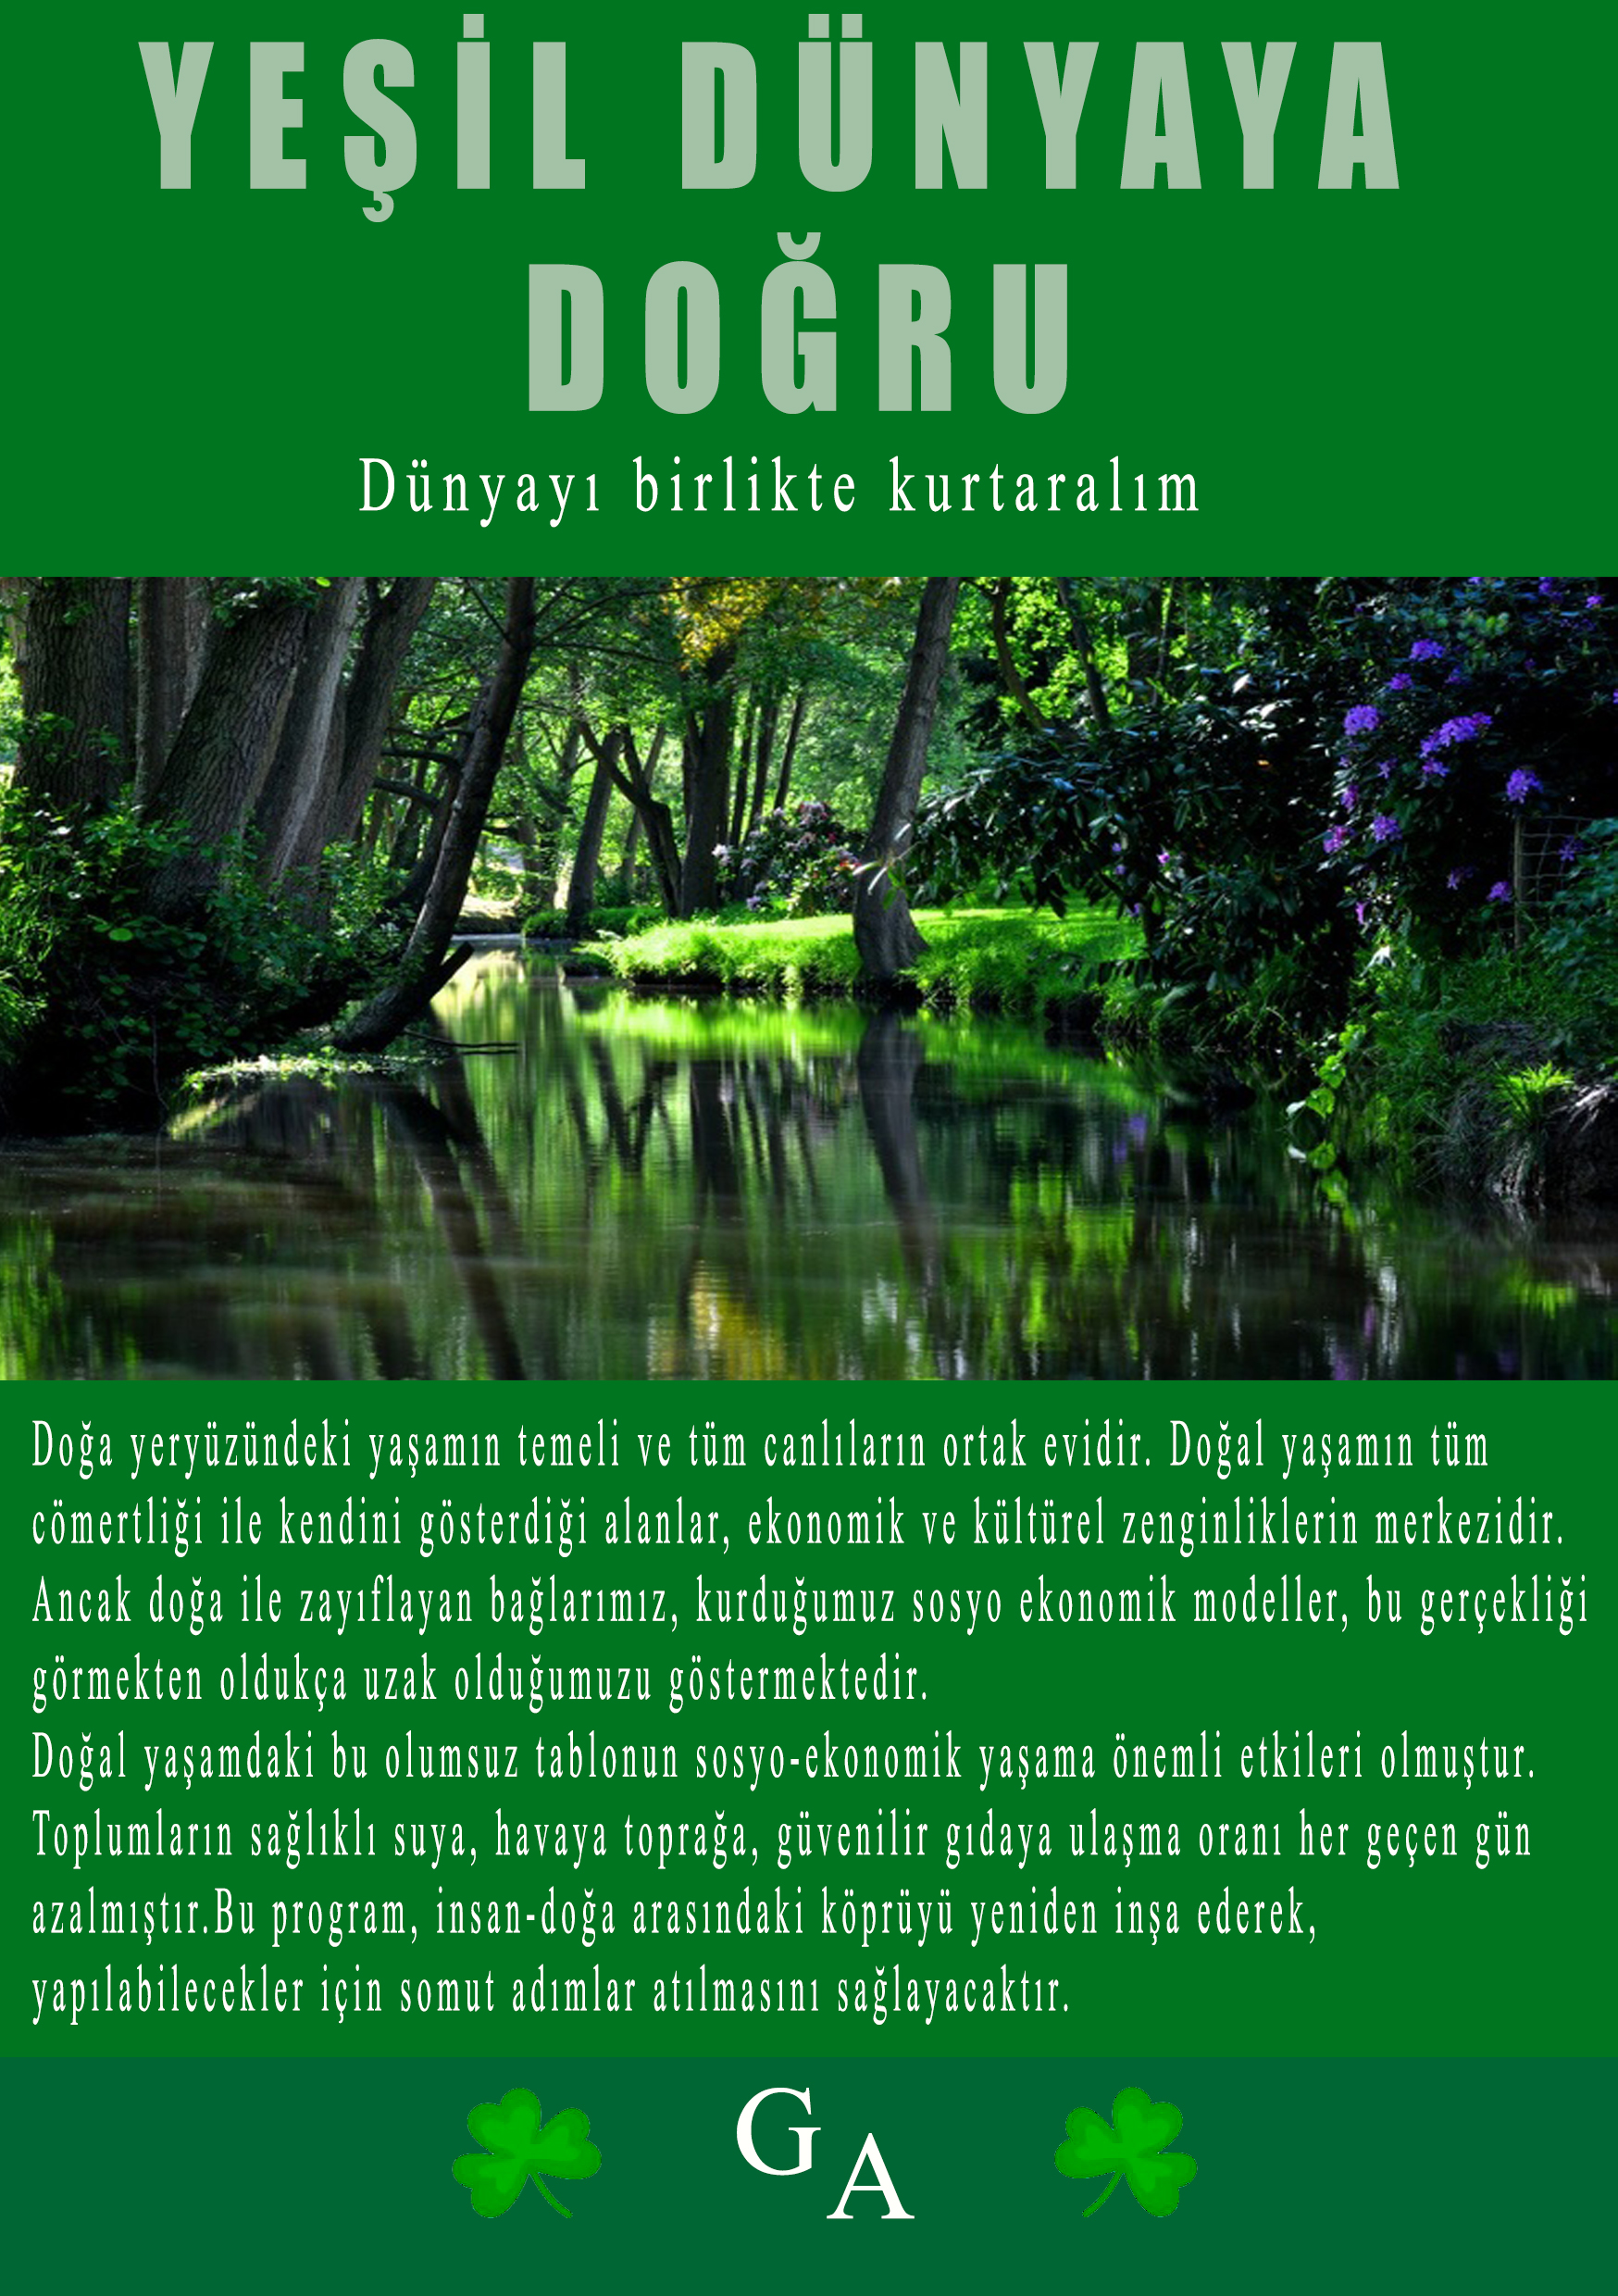 YEŞİL DÜNYAYA
DOĞRU
Dünyayı birlikte kurtaralım
Doğa yeryüzündeki yaşamın temeli ve tüm canlıların ortak evidir. Doğal yaşamın tüm
cömertliği ile kendini gösterdiği alanlar, ekonomik ve kültürel zenginliklerin merkezidir.
Ancak doğa ile zayıflayan bağlarımız, kurduğumuz sosyo ekonomik modeller, bu gerçekliği
görmekten oldukça uzak olduğumuzu göstermektedir.
Doğal yaşamdaki bu olumsuz tablonun sosyo-ekonomik yaşama önemli etkileri olmuştur.
Toplumların sağlıklı suya, havaya toprağa, güvenilir gıdaya ulaşma oranı her geçen gün
azalmıştır.Bu program, insan-doğa arasındaki köprüyü yeniden inşa ederek,
yapılabilecekler için somut adımlar atılmasını sağlayacaktır.
GA